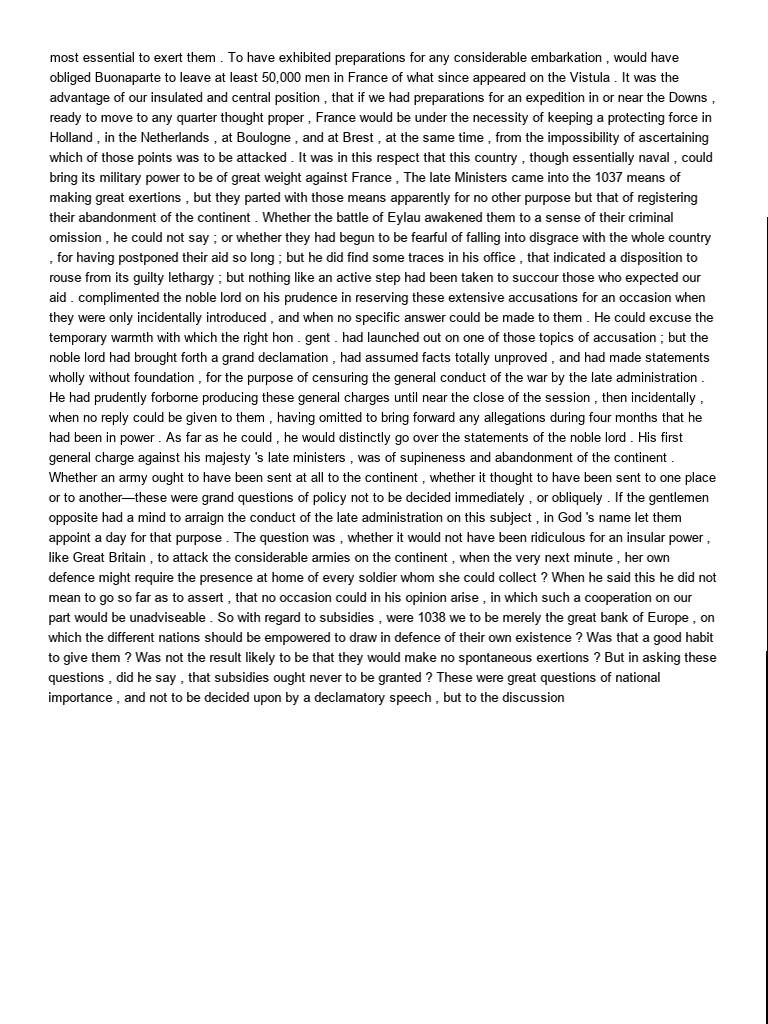 most essential to exert them . To have exhibited preparations for any considerable embarkation , would have
obliged Buonaparte to leave at least 50,000 men in France of what since appeared on the Vistula . It was the
advantage of our insulated and central position , that if we had preparations for an expedition in or near the Downs ,
ready to move to any quarter thought proper , France would be under the necessity of keeping a protecting force in
Holland , in the Netherlands , at Boulogne , and at Brest , at the same time , from the impossibility of ascertaining
which of those points was to be attacked . It was in this respect that this country , though essentially naval , could
bring its military power to be of great weight against France , The late Ministers came into the 1037 means of
making great exertions , but they parted with those means apparently for no other purpose but that of registering
their abandonment of the continent . Whether the battle of Eylau awakened them to a sense of their criminal
omission , he could not say ; or whether they had begun to be fearful of falling into disgrace with the whole country
, for having postponed their aid so long ; but he did find some traces in his office , that indicated a disposition to
rouse from its guilty lethargy ; but nothing like an active step had been taken to succour those who expected our
aid . complimented the noble lord on his prudence in reserving these extensive accusations for an occasion when
they were only incidentally introduced , and when no specific answer could be made to them . He could excuse the
temporary warmth with which the right hon . gent . had launched out on one of those topics of accusation ; but the
noble lord had brought forth a grand declamation , had assumed facts totally unproved , and had made statements
wholly without foundation , for the purpose of censuring the general conduct of the war by the late administration .
He had prudently forborne producing these general charges until near the close of the session , then incidentally ,
when no reply could be given to them , having omitted to bring forward any allegations during four months that he
had been in power . As far as he could , he would distinctly go over the statements of the noble lord . His first
general charge against his majesty 's late ministers , was of supineness and abandonment of the continent .
Whether an army ought to have been sent at all to the continent , whether it thought to have been sent to one place
or to another—these were grand questions of policy not to be decided immediately , or obliquely . If the gentlemen
opposite had a mind to arraign the conduct of the late administration on this subject , in God 's name let them
appoint a day for that purpose . The question was , whether it would not have been ridiculous for an insular power ,
like Great Britain , to attack the considerable armies on the continent , when the very next minute , her own
defence might require the presence at home of every soldier whom she could collect ? When he said this he did not
mean to go so far as to assert , that no occasion could in his opinion arise , in which such a cooperation on our
part would be unadviseable . So with regard to subsidies , were 1038 we to be merely the great bank of Europe , on
which the different nations should be empowered to draw in defence of their own existence ? Was that a good habit
to give them ? Was not the result likely to be that they would make no spontaneous exertions ? But in asking these
questions , did he say , that subsidies ought never to be granted ? These were great questions of national
importance , and not to be decided upon by a declamatory speech , but to the discussion